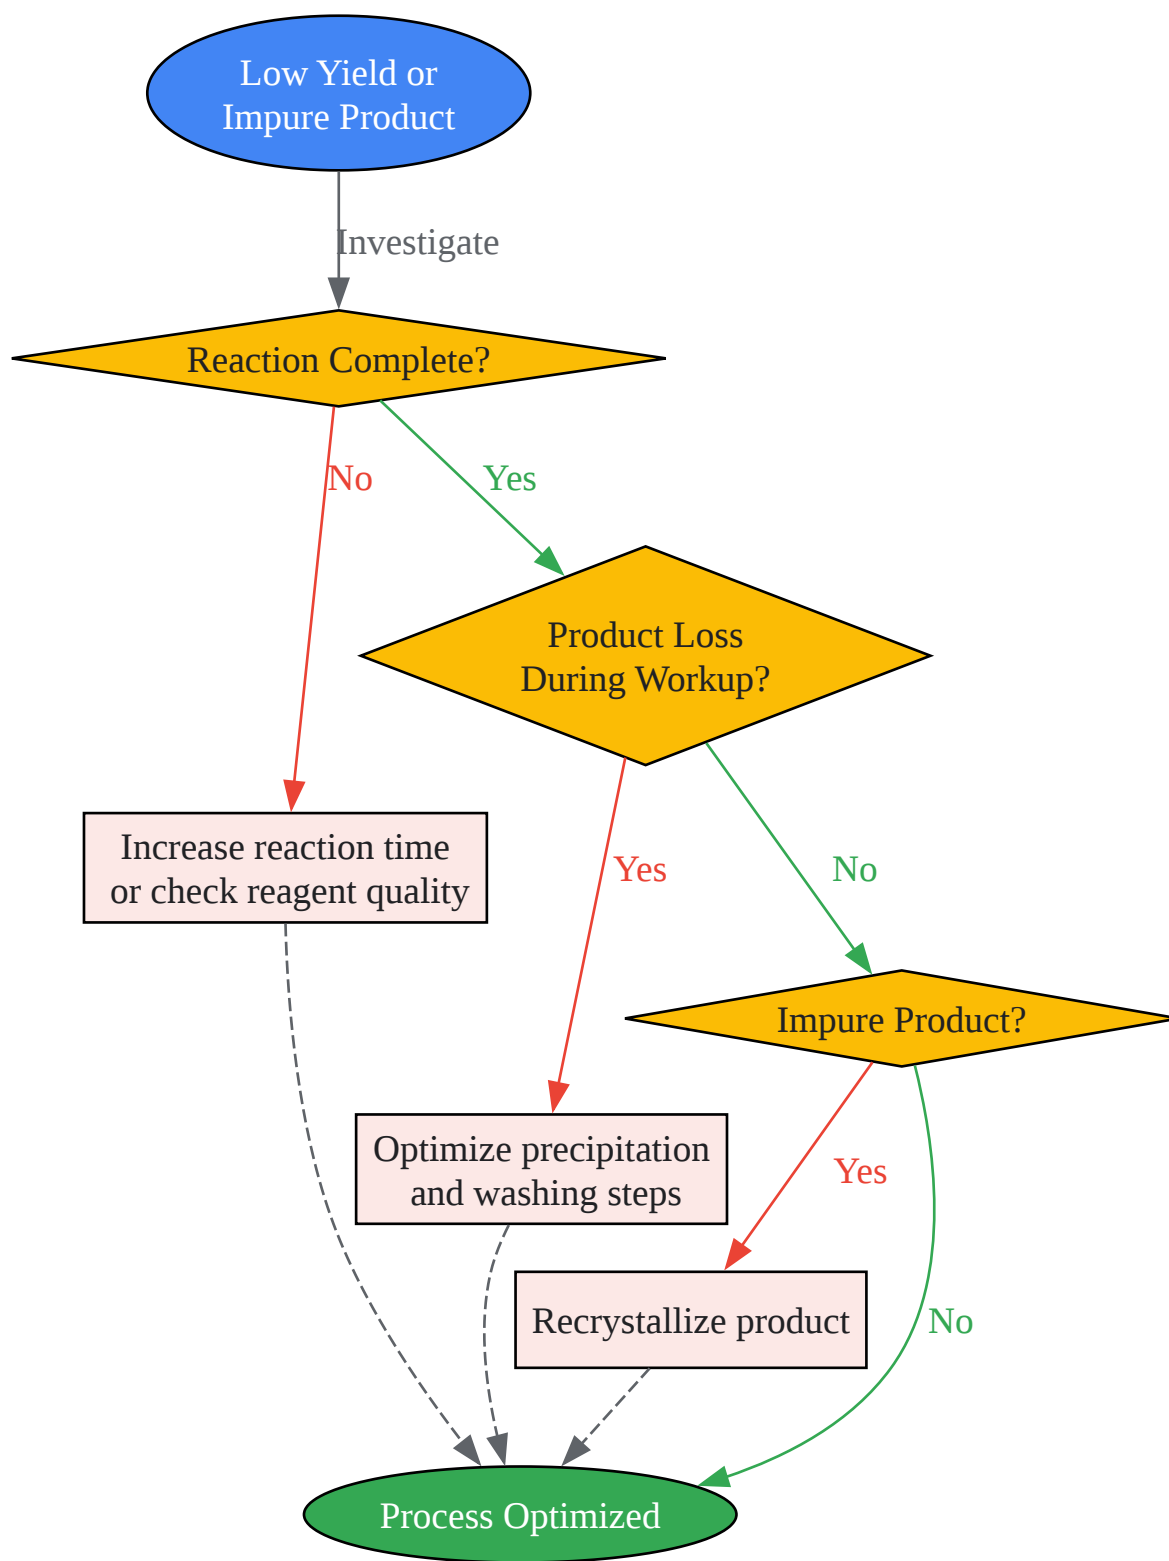 Low Yield or
Impure Product
Investigate
Reaction Complete?
No
Yes
Product Loss
During Workup?
Increase reaction time
or check reagent quality
Yes
No
Impure Product?
Optimize precipitation
and washing steps
Yes
Recrystallize product
No
Process Optimized